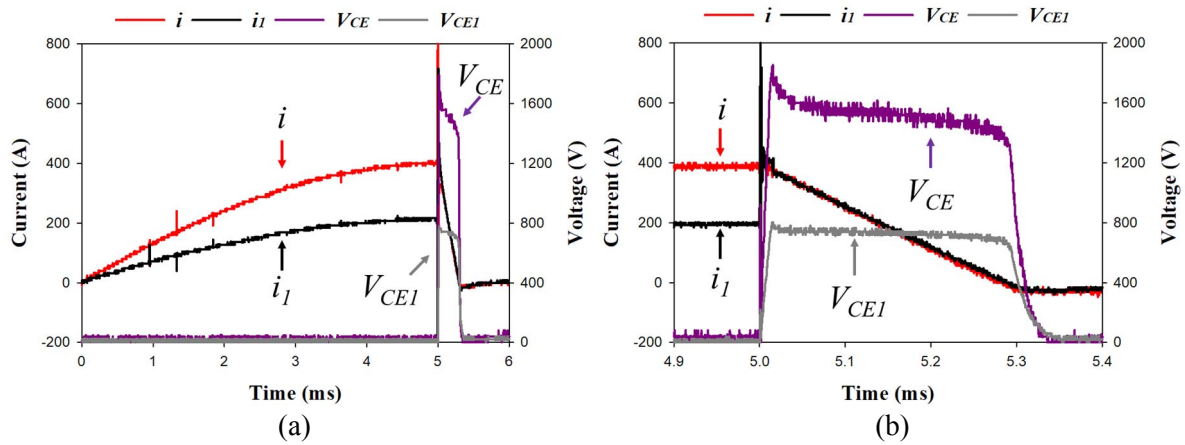 i i1 VCE VCE1
800
600
400
200
0
-200
Current (A)
2000
1600
1200
800
400
0
Voltage (V)
VCE
i
i1
VCE1
0 1 2 3 4 5 6
Time (ms)
(a)
i i1 VCE VCE1
800
600
400
200
0
-200
Current (A)
2000
1600
1200
800
400
0
Voltage (V)
i
VCE
i1
VCE1
4.9 5.0 5.1 5.2 5.3 5.4
Time (ms)
(b)